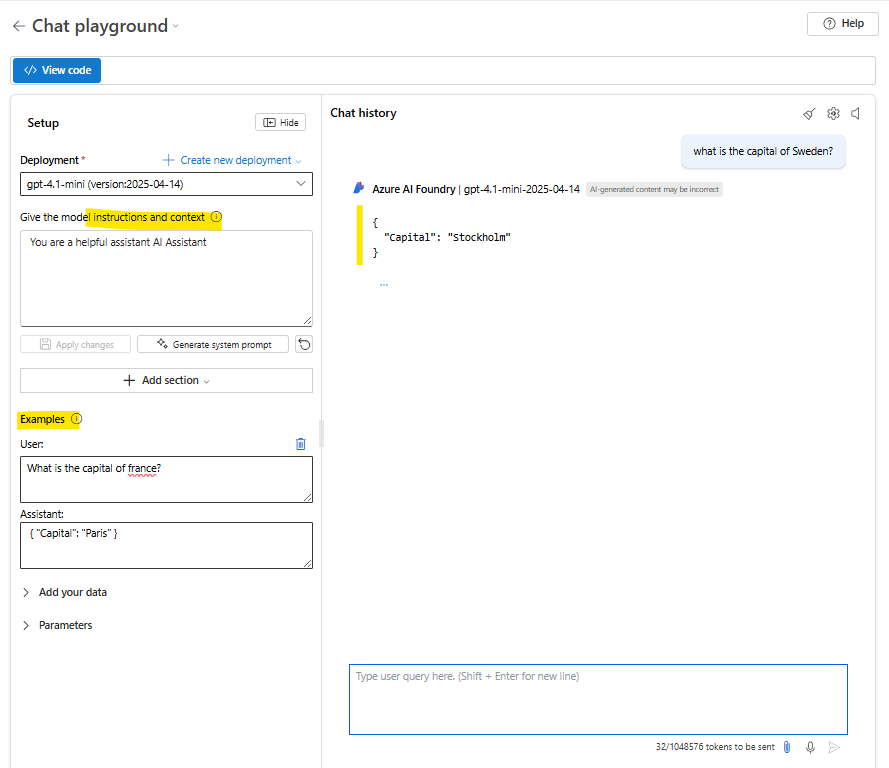 Chat playground
Help
View code
Setup
Hide
Deployment *
Create new deployment
gpt-4.1-mini (version:2025-04-14)
Give the model instructions and context
You are a helpful assistant AI Assistant
Apply changes
Generate system prompt
Add section
Examples
User:
What is the capital of france?
Assistant:
{ "Capital": "Paris" }
Add your data
Parameters
Chat history
what is the capital of Sweden?
Azure AI Foundry | gpt-4.1-mini-2025-04-14 AI-generated content may be incorrect
{
"Capital": "Stockholm"
}
...
Type user query here. (Shift + Enter for new line)
32/1048576 tokens to be sent